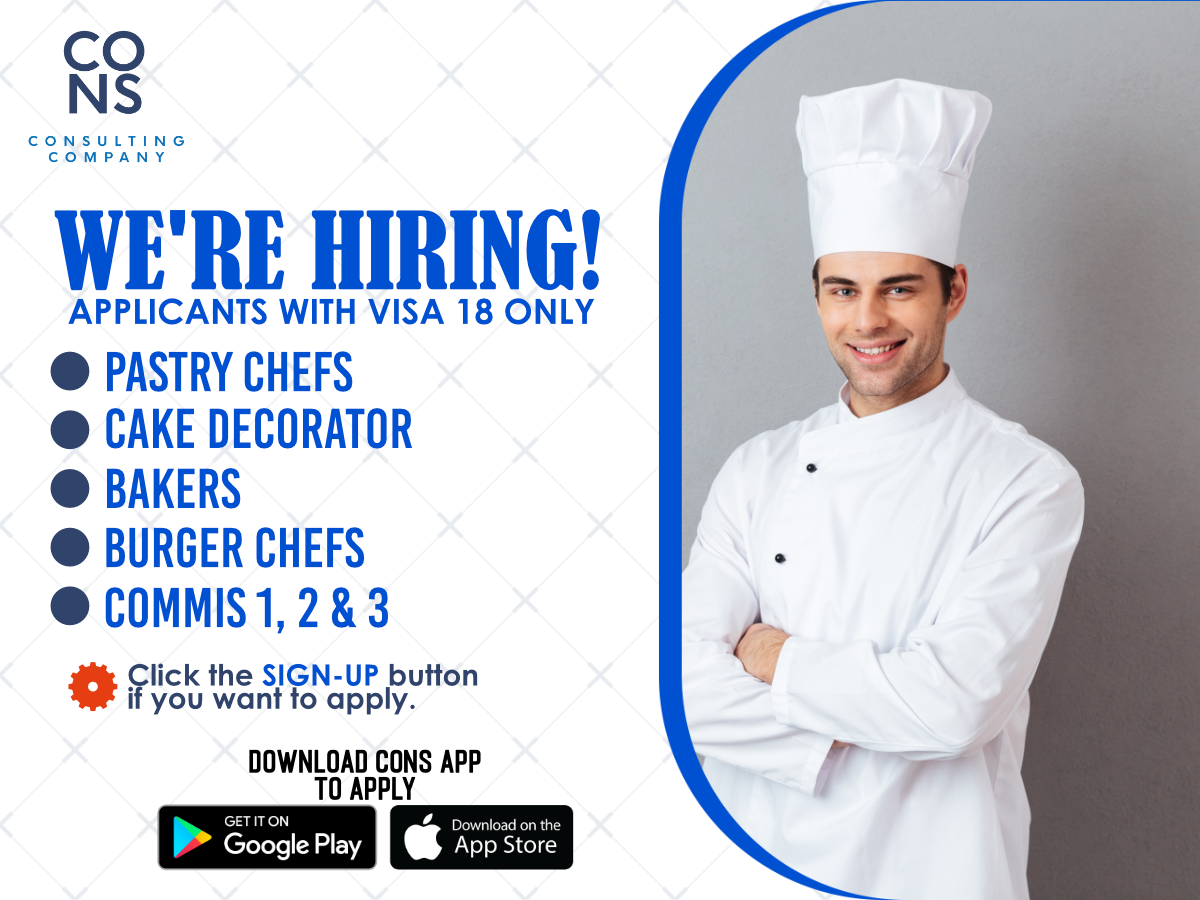 CO
NS
CONSULTING
COMPANY
WE'RE HIRING!
APPLICANTS WITH VISA 18 ONLY
PASTRY CHEFS
CAKE DECORATOR
BAKERS
BURGER CHEFS
COMMIS 1, 2 & 3
Click the SIGN-UP button
if you want to apply.
DOWNLOAD CONS APP
TO APPLY
GET IT ON
Google Play
Download on the
App Store